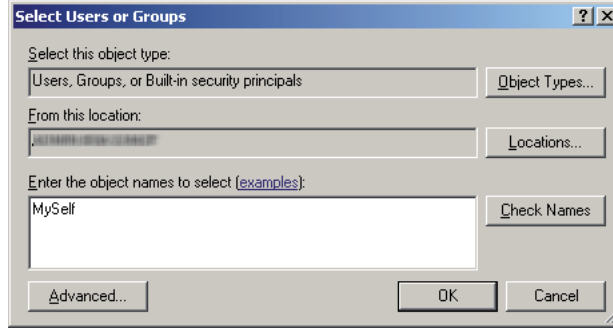 Select Users or Groups
Select this object type:
Users, Groups, or Built-in security principals
Object Types...
From this location:
Locations...
Enter the object names to select (examples):
MySelf
Check Names
Advanced...
OK
Cancel